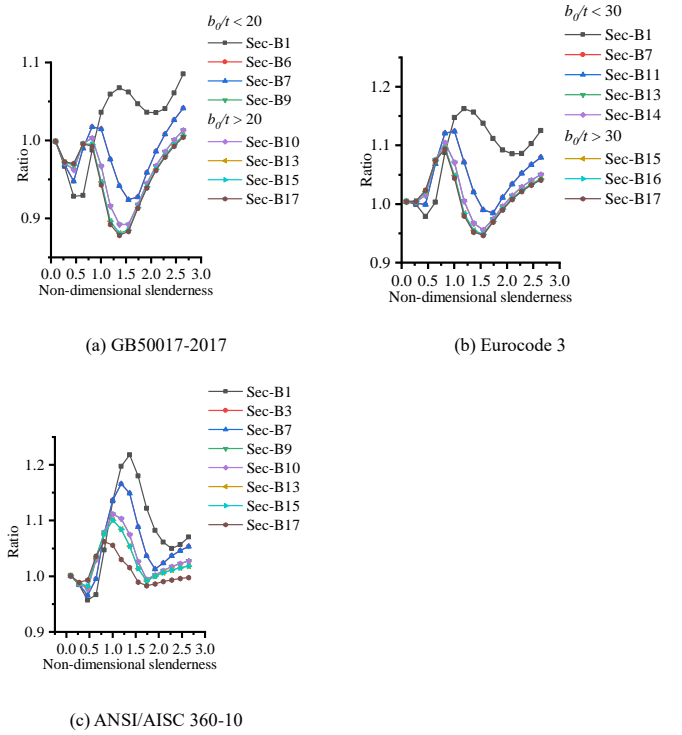 b0/t < 20
Sec-B1
Sec-B6
Sec-B7
Sec-B9
b0/t > 20
Sec-B10
Sec-B13
Sec-B15
Sec-B17
1.1
1.0
0.9
Ratio
0.0 0.5 1.0 1.5 2.0 2.5 3.0
Non-dimensional slenderness
(a) GB50017-2017
b0/t < 30
Sec-B1
Sec-B7
Sec-B11
Sec-B13
Sec-B14
b0/t > 30
Sec-B15
Sec-B16
Sec-B17
1.2
1.1
1.0
0.9
Ratio
0.0 0.5 1.0 1.5 2.0 2.5 3.0
Non-dimensional slenderness
(b) Eurocode 3
Sec-B1
Sec-B3
Sec-B7
Sec-B9
Sec-B10
Sec-B13
Sec-B15
Sec-B17
1.2
1.1
1.0
0.9
Ratio
0.0 0.5 1.0 1.5 2.0 2.5 3.0
Non-dimensional slenderness
(c) ANSI/AISC 360-10